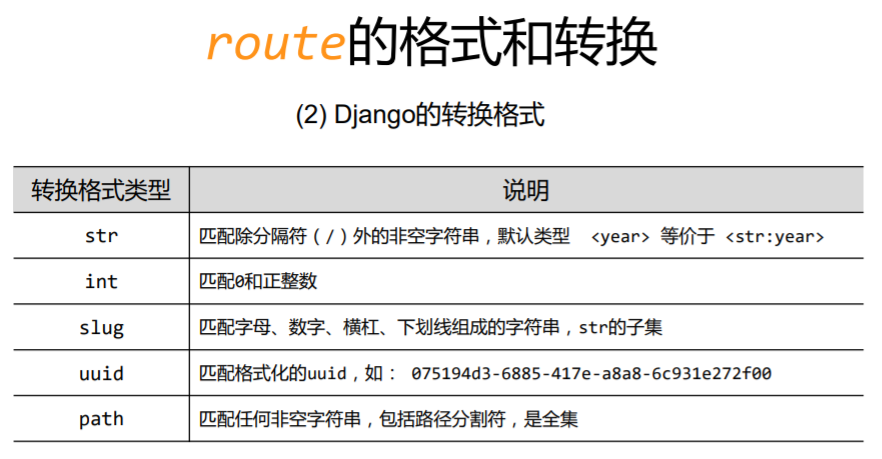 route的格式和转换
(2) Django的转换格式
转换格式类型 说明
str 匹配除分隔符(/)外的非空字符串,默认类型 <year> 等价于 <str:year>
int 匹配0和正整数
slug 匹配字母、数字、横杠、下划线组成的字符串,str的子集
uuid 匹配格式化的uuid,如: 075194d3-6885-417e-a8a8-6c931e272f00
path 匹配任何非空字符串,包括路径分割符,是全集